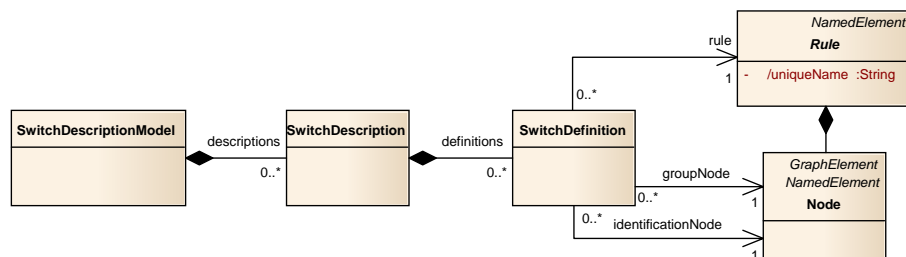 NamedElement
Rule
- /uniqueName :String
rule
1
0..*
SwitchDescriptionModel
descriptions
0..*
SwitchDescription
definitions
0..*
SwitchDefinition
groupNode
0..*
1
0..*
identificationNode
1
GraphElement
NamedElement
Node